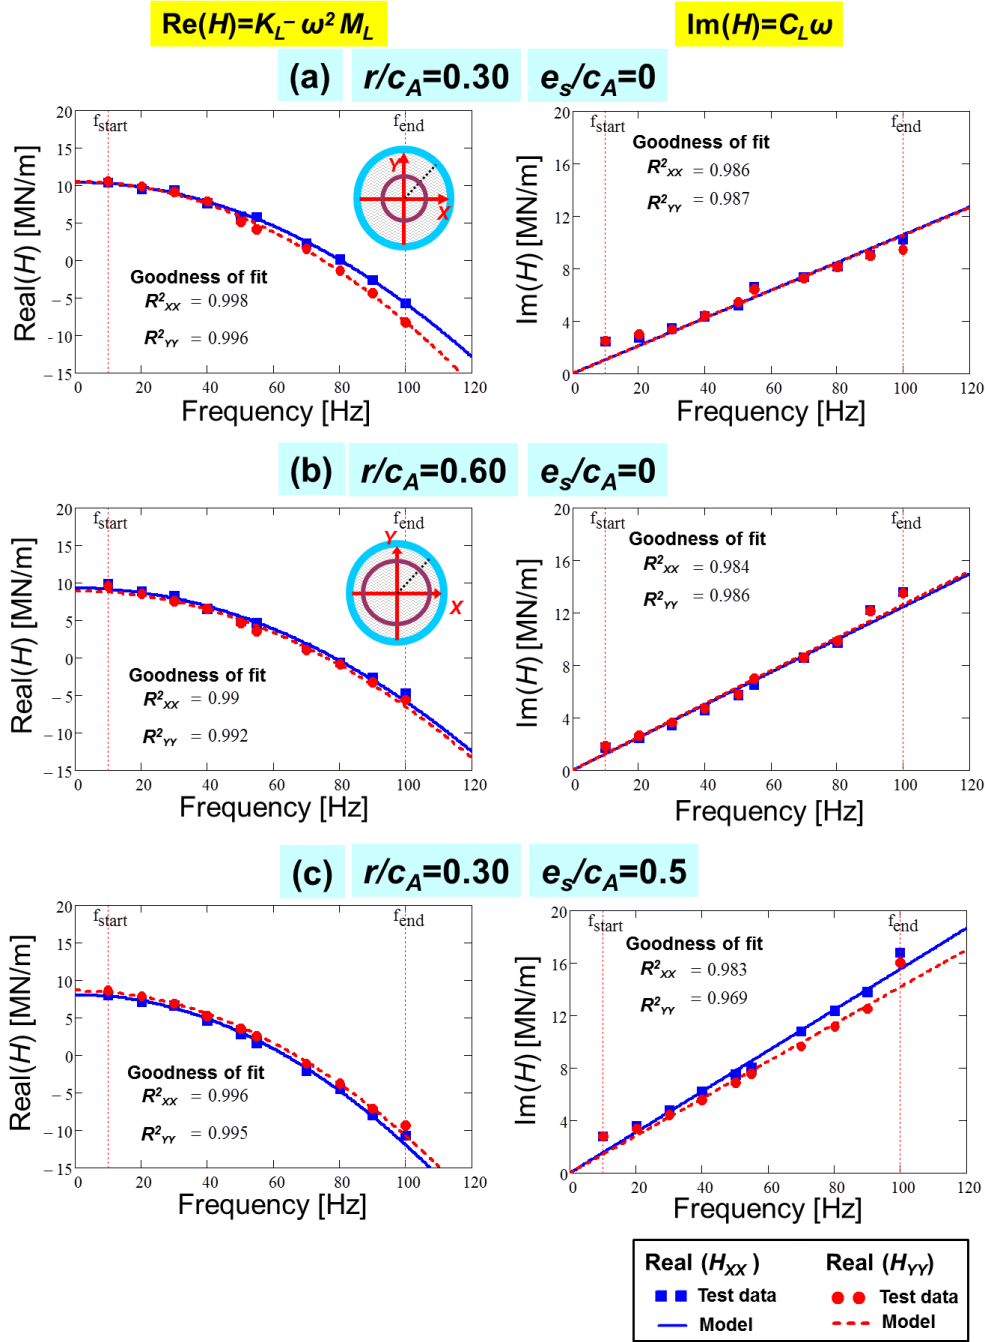 Re(H)=K_L − ω² M_L
Im(H)=C_L ω
(a) r/c_A=0.30 e_s/c_A=0
Real(H) [MN/m]
20
15
10
5
0
−5
−10
−15
f_start
f_end
Y
X
Goodness of fit
R²_XX = 0.998
R²_YY = 0.996
0 20 40 60 80 100 120
Frequency [Hz]
Im(H) [MN/m]
20
16
12
8
4
0
f_start
f_end
Goodness of fit
R²_XX = 0.986
R²_YY = 0.987
0 20 40 60 80 100 120
Frequency [Hz]
(b) r/c_A=0.60 e_s/c_A=0
Real(H) [MN/m]
20
15
10
5
0
−5
−10
−15
f_start
f_end
Y
X
Goodness of fit
R²_XX = 0.99
R²_YY = 0.992
0 20 40 60 80 100 120
Frequency [Hz]
Im(H) [MN/m]
20
16
12
8
4
0
f_start
f_end
Goodness of fit
R²_XX = 0.984
R²_YY = 0.986
0 20 40 60 80 100 120
Frequency [Hz]
(c) r/c_A=0.30 e_s/c_A=0.5
Real(H) [MN/m]
20
15
10
5
0
−5
−10
−15
f_start
f_end
Goodness of fit
R²_XX = 0.996
R²_YY = 0.995
0 20 40 60 80 100 120
Frequency [Hz]
Im(H) [MN/m]
20
16
12
8
4
0
f_start
f_end
Goodness of fit
R²_XX = 0.983
R²_YY = 0.969
0 20 40 60 80 100 120
Frequency [Hz]
Real (H_XX) Real (H_YY)
Test data Test data
Model Model